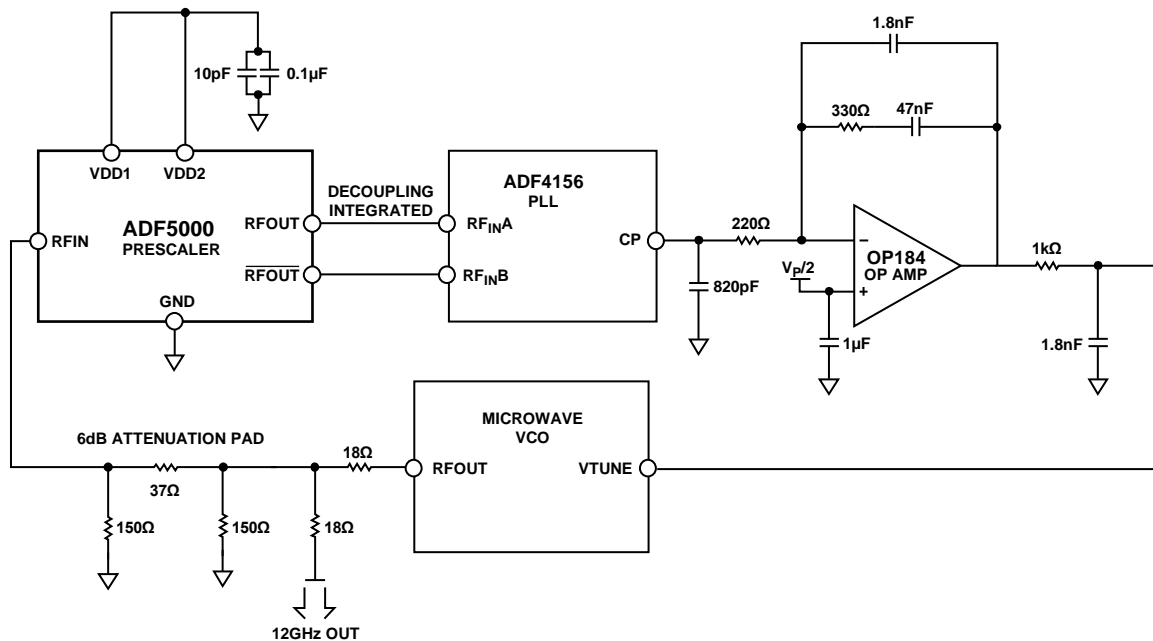 1.8nF
10pF
0.1µF
330Ω
47nF
VDD1
VDD2
ADF5000
PRESCALER
RFIN
RFOUT
RFOUT
GND
DECOUPLING
INTEGRATED
ADF4156
PLL
RFINA
RFINB
CP
220Ω
820pF
VP/2
−
+
OP184
OP AMP
1µF
1kΩ
1.8nF
6dB ATTENUATION PAD
37Ω
150Ω
150Ω
18Ω
18Ω
MICROWAVE
VCO
RFOUT
VTUNE
12GHz OUT